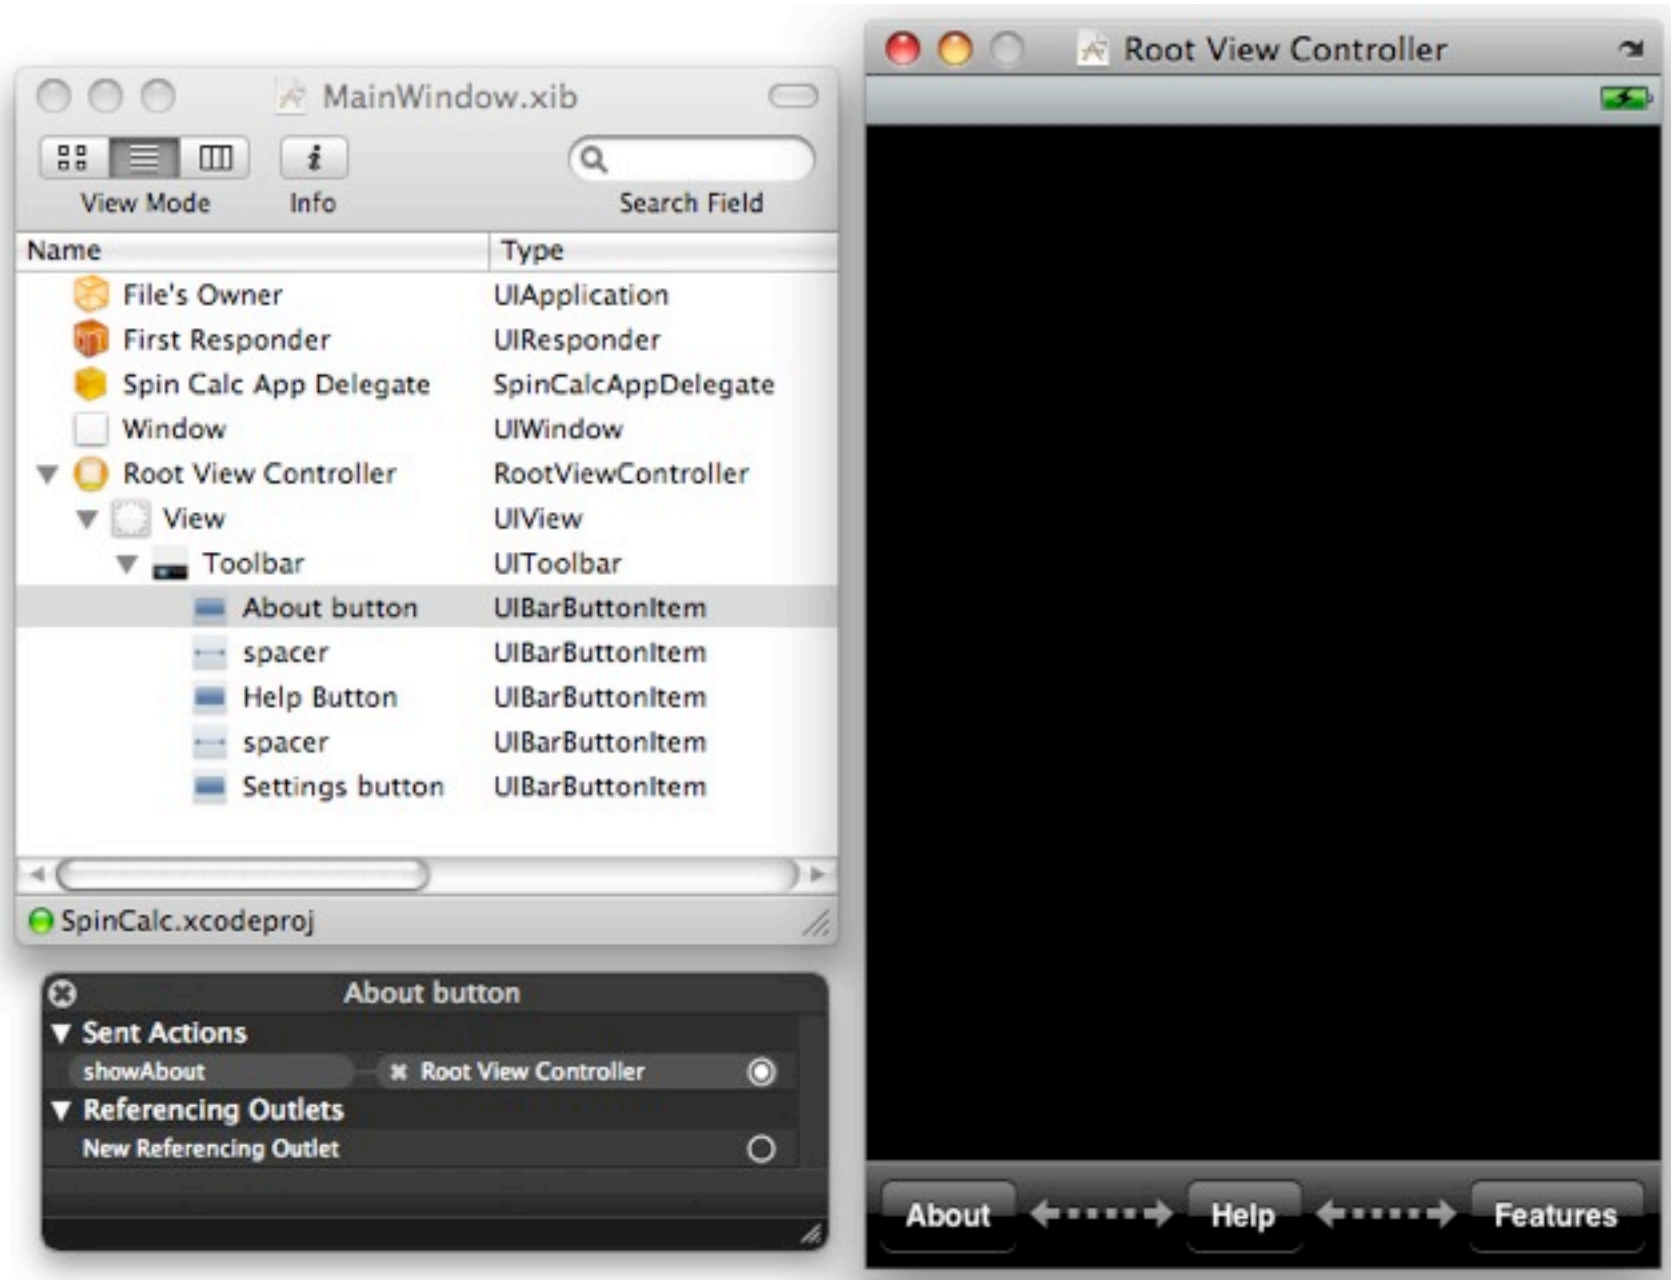 MainWindow.xib
View Mode Info Search Field
Name Type
File's Owner UIApplication
First Responder UIResponder
Spin Calc App Delegate SpinCalcAppDelegate
Window UIWindow
Root View Controller RootViewController
View UIView
Toolbar UIToolbar
About button UIBarButtonItem
spacer UIBarButtonItem
Help Button UIBarButtonItem
spacer UIBarButtonItem
Settings button UIBarButtonItem
SpinCalc.xcodeproj
About button
Sent Actions
showAbout Root View Controller
Referencing Outlets
New Referencing Outlet
Root View Controller
About Help Features